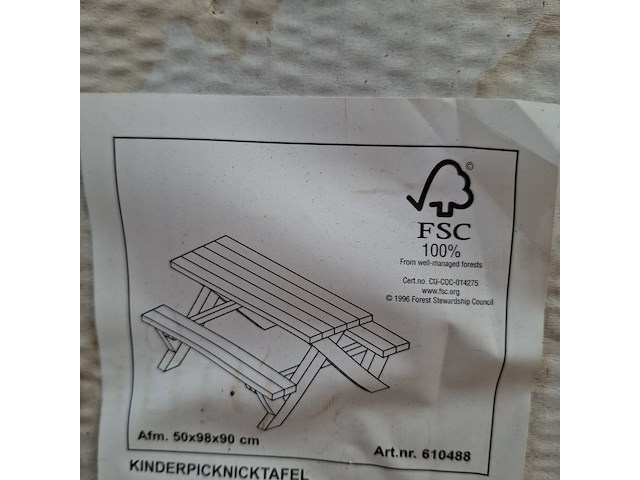 ©
FSC
100%
From well-managed forests
Cert.no. CU-COC-014275
www.fsc.org
© 1996 Forest Stewardship Council
Afm. 50x98x90 cm
Art.nr. 610488
KINDERPICKNICKTAFEL